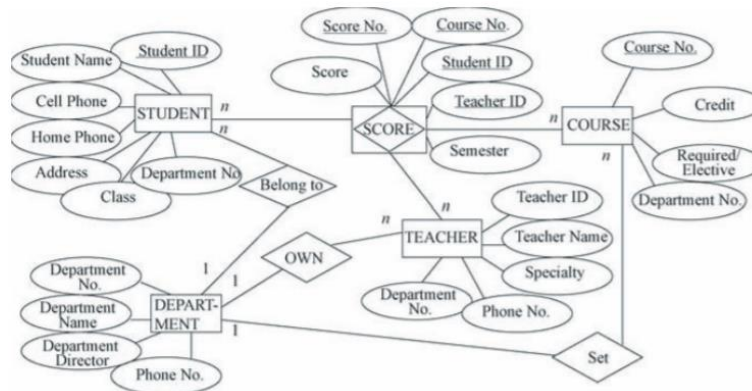 Score No.
Course No.
Student ID
Course No.
Student Name
Student ID
Score
Cell Phone
STUDENT
n
Teacher ID
Credit
n
SCORE
n
COURSE
Home Phone
Semester
n
Required/
Elective
Address
Department No
Belong to
Class
Department No.
Teacher ID
n
n
TEACHER
Teacher Name
OWN
Department
No.
1
1
Specialty
Department
No.
Phone No.
Department
Name
DEPART-
MENT
1
Department
Director
Set
Phone No.